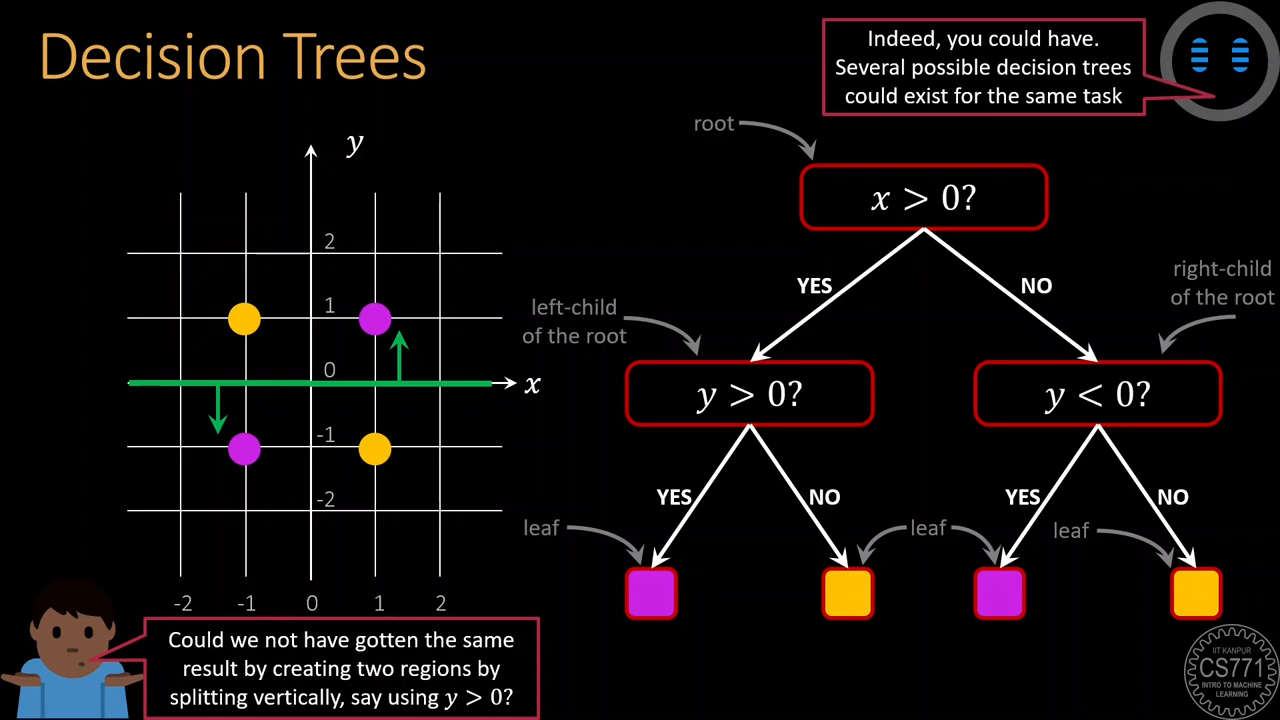 Decision Trees
Indeed, you could have.
Several possible decision trees
could exist for the same task
y
2
1
0
-1
-2
x
-2
-1
0
1
2
root
x > 0?
YES
NO
left-child
of the root
right-child
of the root
y > 0?
y < 0?
YES
NO
YES
NO
leaf
leaf
leaf
Could we not have gotten the same
result by creating two regions by
splitting vertically, say using y > 0?
IIT KANPUR
CS771
INTRO TO MACHINE
LEARNING